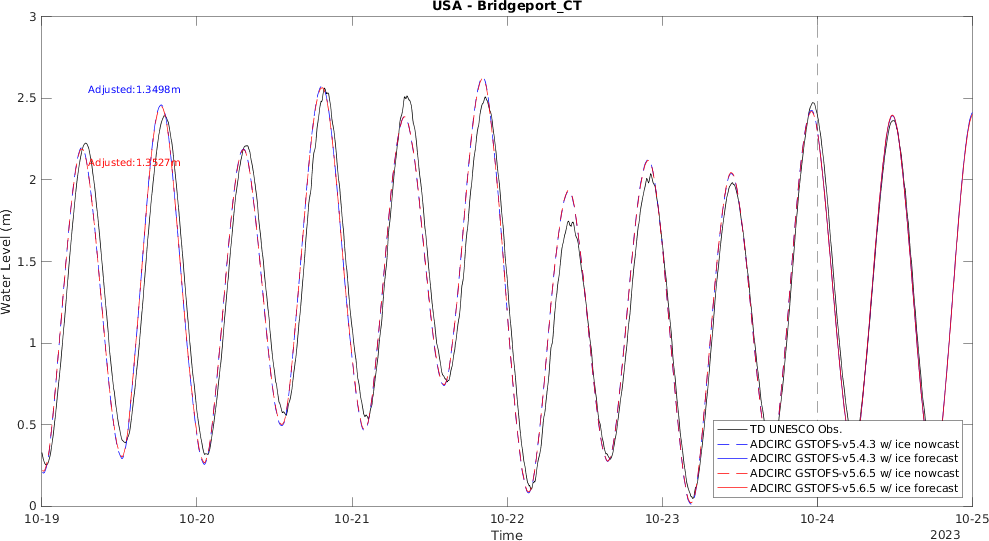 USA - Bridgeport_CT
3
2.5
2
1.5
1
0.5
0
Water Level (m)
Adjusted:1.3498m
Adjusted:1.3527m
TD UNESCO Obs.
ADCIRC GSTOFS-v5.4.3 w/ ice nowcast
ADCIRC GSTOFS-v5.4.3 w/ ice forecast
ADCIRC GSTOFS-v5.6.5 w/ ice nowcast
ADCIRC GSTOFS-v5.6.5 w/ ice forecast
10-19 10-20 10-21 10-22 10-23 10-24 10-25
Time
2023